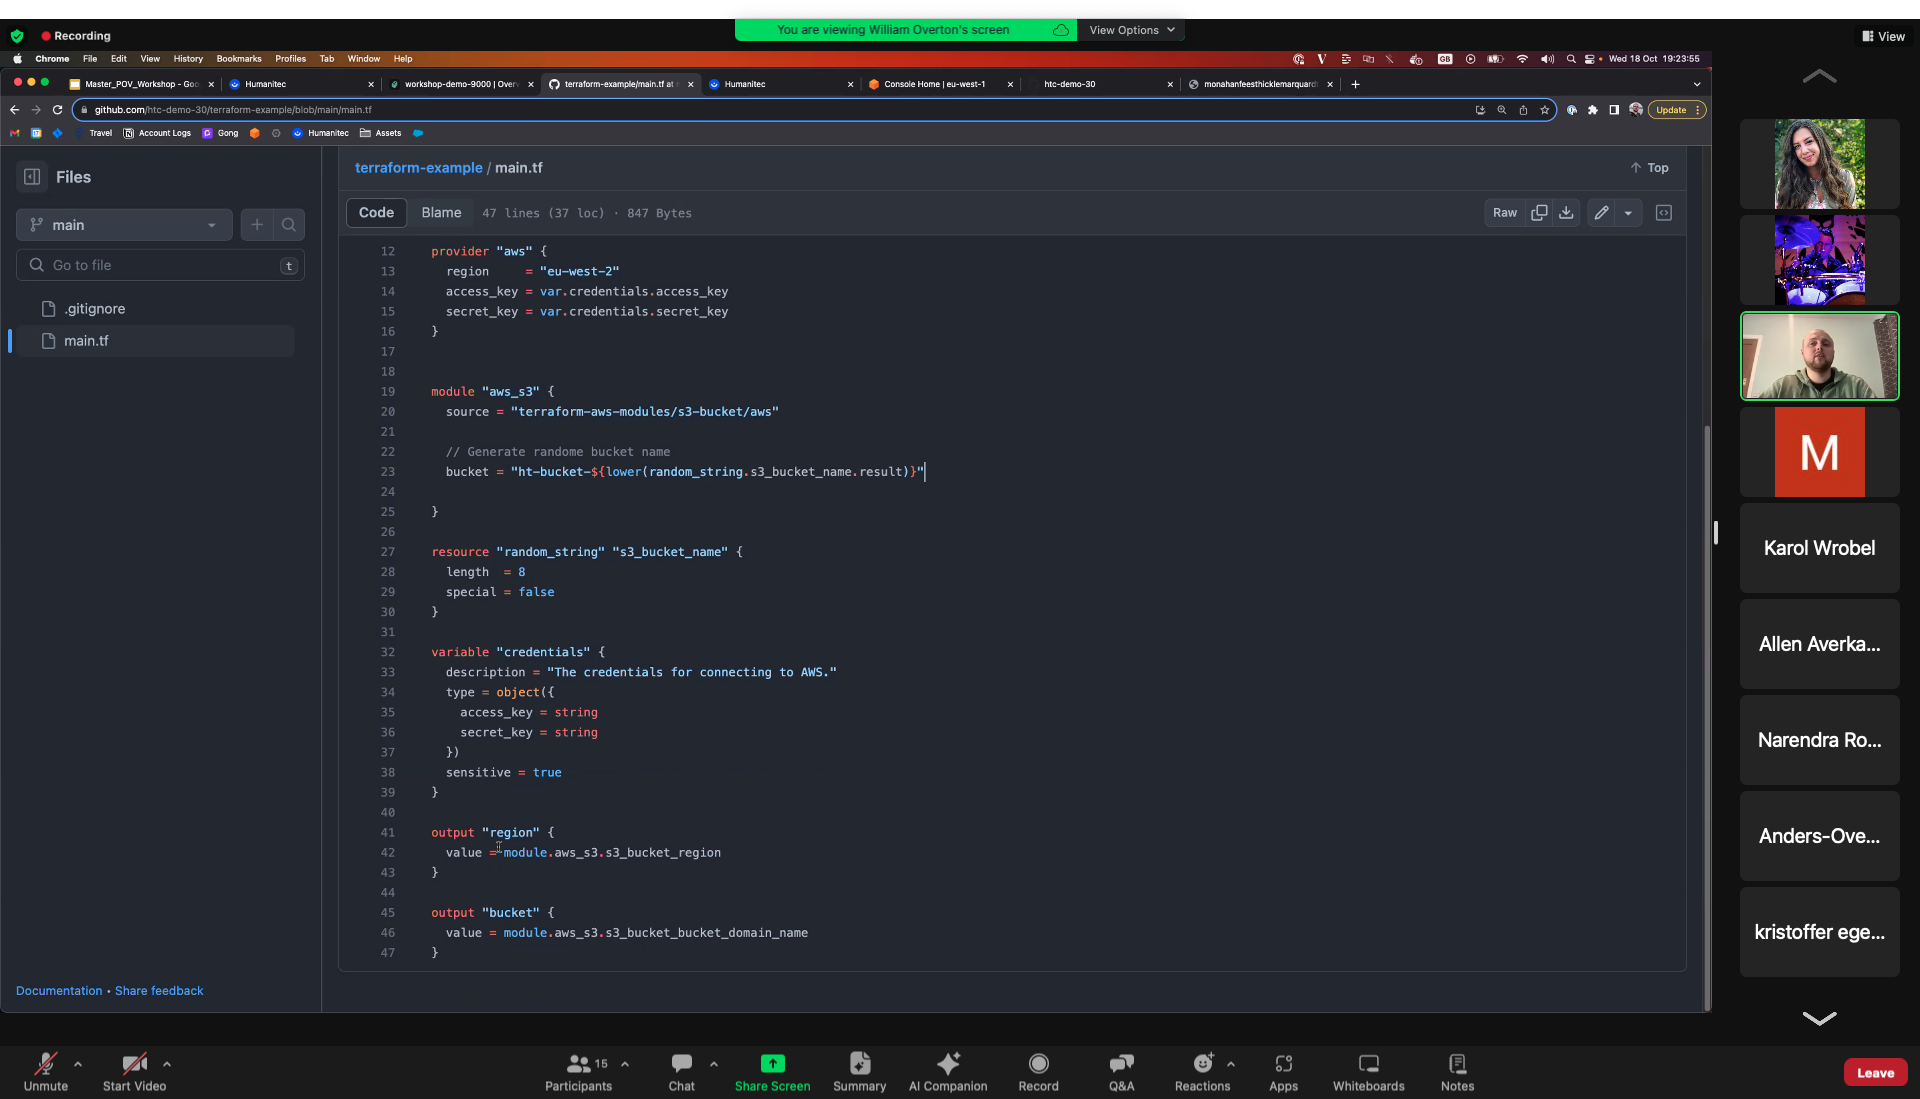 Recording
You are viewing William Overton's screen
View Options
View
Chrome File Edit View History Bookmarks Profiles Tab Window Help
GB
Wed 18 Oct 19:23:55
Master_POV_Workshop - Goo
Humanitec
workshop-demo-9000 | Overv
terraform-example/main.tf at
Humanitec
Console Home | eu-west-1
htc-demo-30
monahanfeesthicklemarquard
github.com/htc-demo-30/terraform-example/blob/main/main.tf
Update
Travel
Account Logs
Gong
Humanitec
Assets
Files
main
Go to file
t
.gitignore
main.tf
Documentation • Share feedback
terraform-example / main.tf
Top
Code Blame 47 lines (37 loc) · 847 Bytes
Raw
12 provider "aws" {
13 region = "eu-west-2"
14 access_key = var.credentials.access_key
15 secret_key = var.credentials.secret_key
16 }
17
18
19 module "aws_s3" {
20 source = "terraform-aws-modules/s3-bucket/aws"
21
22 // Generate randome bucket name
23 bucket = "ht-bucket-${lower(random_string.s3_bucket_name.result)}"
24
25 }
26
27 resource "random_string" "s3_bucket_name" {
28 length = 8
29 special = false
30 }
31
32 variable "credentials" {
33 description = "The credentials for connecting to AWS."
34 type = object({
35 access_key = string
36 secret_key = string
37 })
38 sensitive = true
39 }
40
41 output "region" {
42 value = module.aws_s3.s3_bucket_region
43 }
44
45 output "bucket" {
46 value = module.aws_s3.s3_bucket_bucket_domain_name
47 }
M
Karol Wrobel
Allen Averka...
Narendra Ro...
Anders-Ove...
kristoffer ege...
Unmute
Start Video
15
Participants
Chat
Share Screen
Summary
AI Companion
Record
Q&A
Reactions
Apps
Whiteboards
Notes
Leave